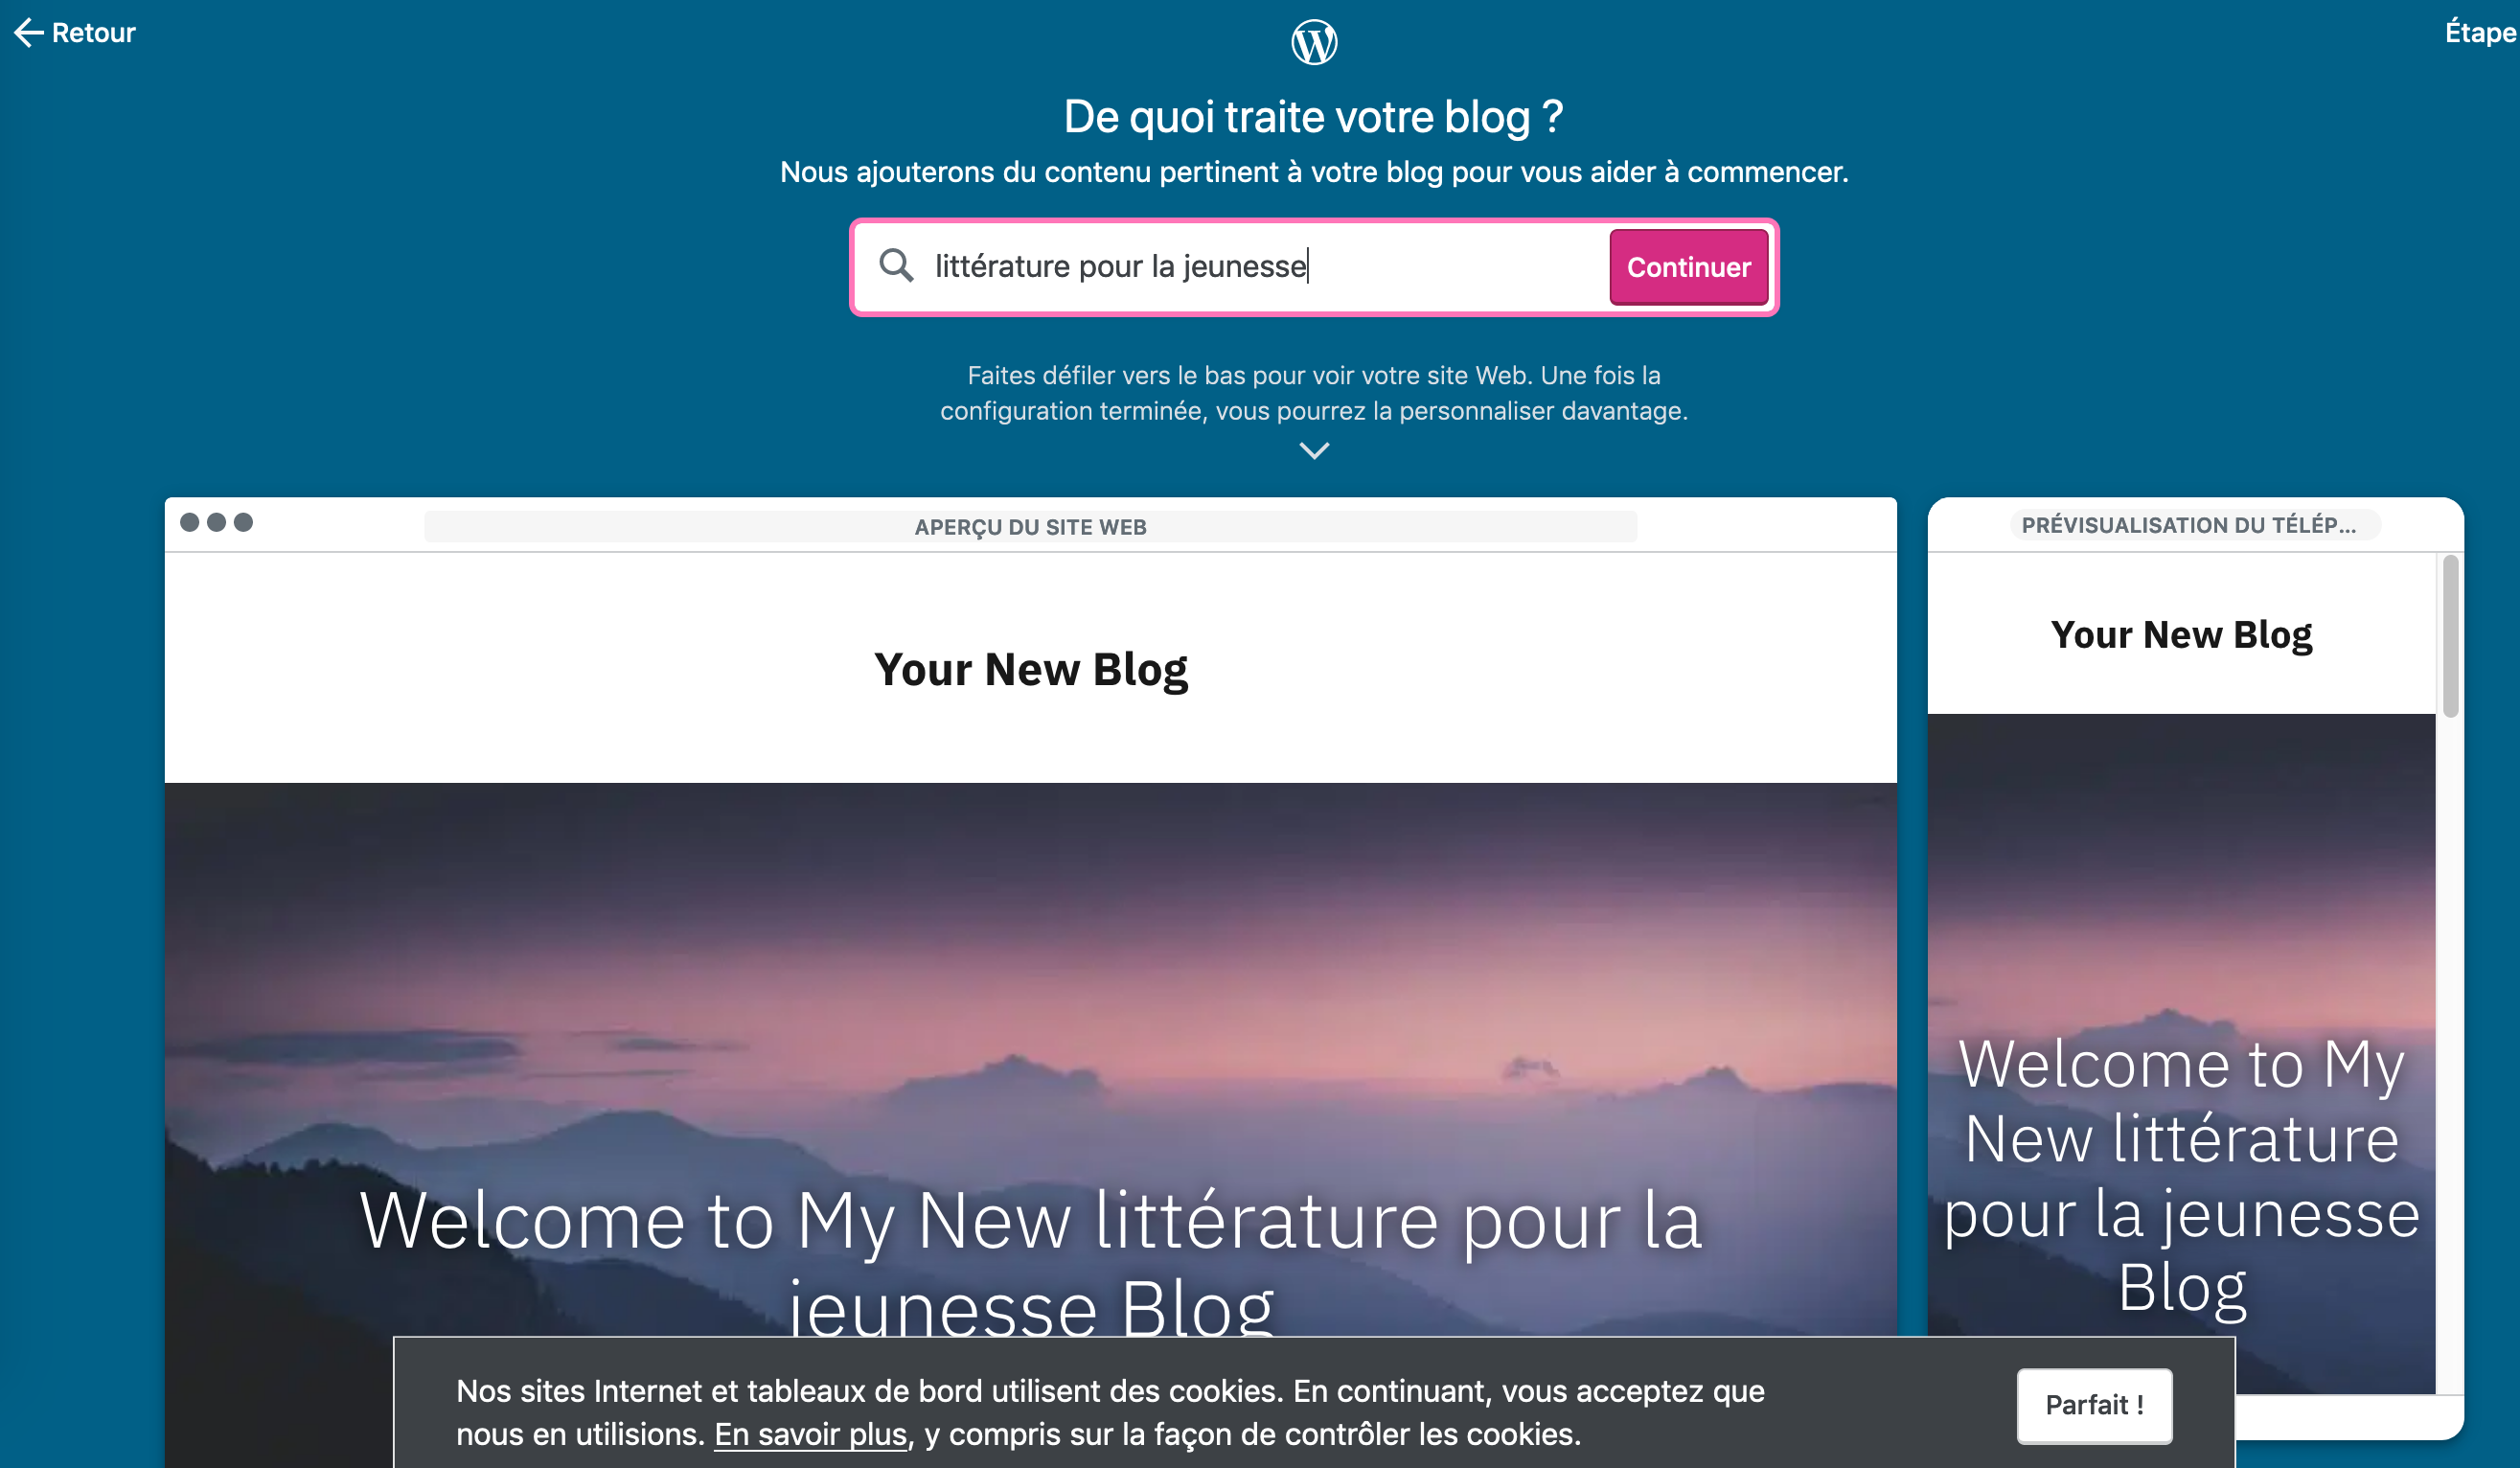 Retour
Étape
De quoi traite votre blog ?
Nous ajouterons du contenu pertinent à votre blog pour vous aider à commencer.
littérature pour la jeunesse
Continuer
Faites défiler vers le bas pour voir votre site Web. Une fois la
configuration terminée, vous pourrez la personnaliser davantage.
APERÇU DU SITE WEB
Your New Blog
Welcome to My New littérature pour la
jeunesse Blog
PRÉVISUALISATION DU TÉLÉP...
Your New Blog
Welcome to My
New littérature
pour la jeunesse
Blog
Nos sites Internet et tableaux de bord utilisent des cookies. En continuant, vous acceptez que
nous en utilisions. En savoir plus, y compris sur la façon de contrôler les cookies.
Parfait !